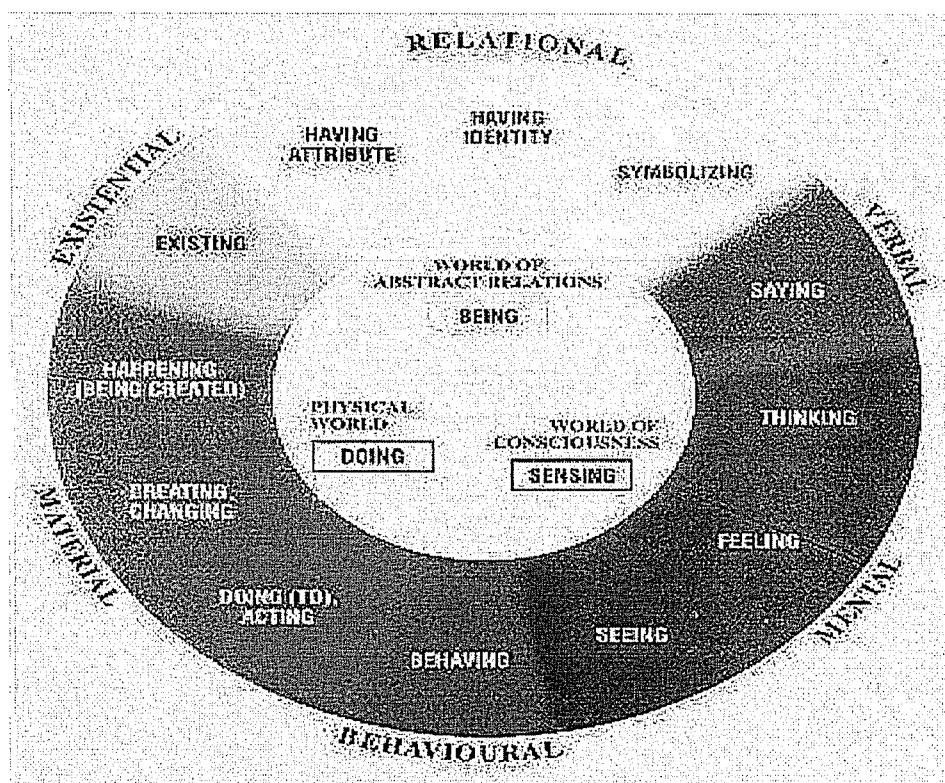 RELATIONAL
HAVING
ATTRIBUTE
HAVING
IDENTITY
SYMBOLIZING
EXISTENTIAL
EXISTING
VERBAL
SAYING
WORLD OF
ABSTRACT RELATIONS
BEING
HAPPENING
(BEING CREATED)
PHYSICAL
WORLD
DOING
WORLD OF
CONSCIOUSNESS
SENSING
THINKING
CREATING,
CHANGING
MATERIAL
FEELING
MENTAL
DOING (TO),
ACTING
SEEING
BEHAVING
BEHAVIOURAL